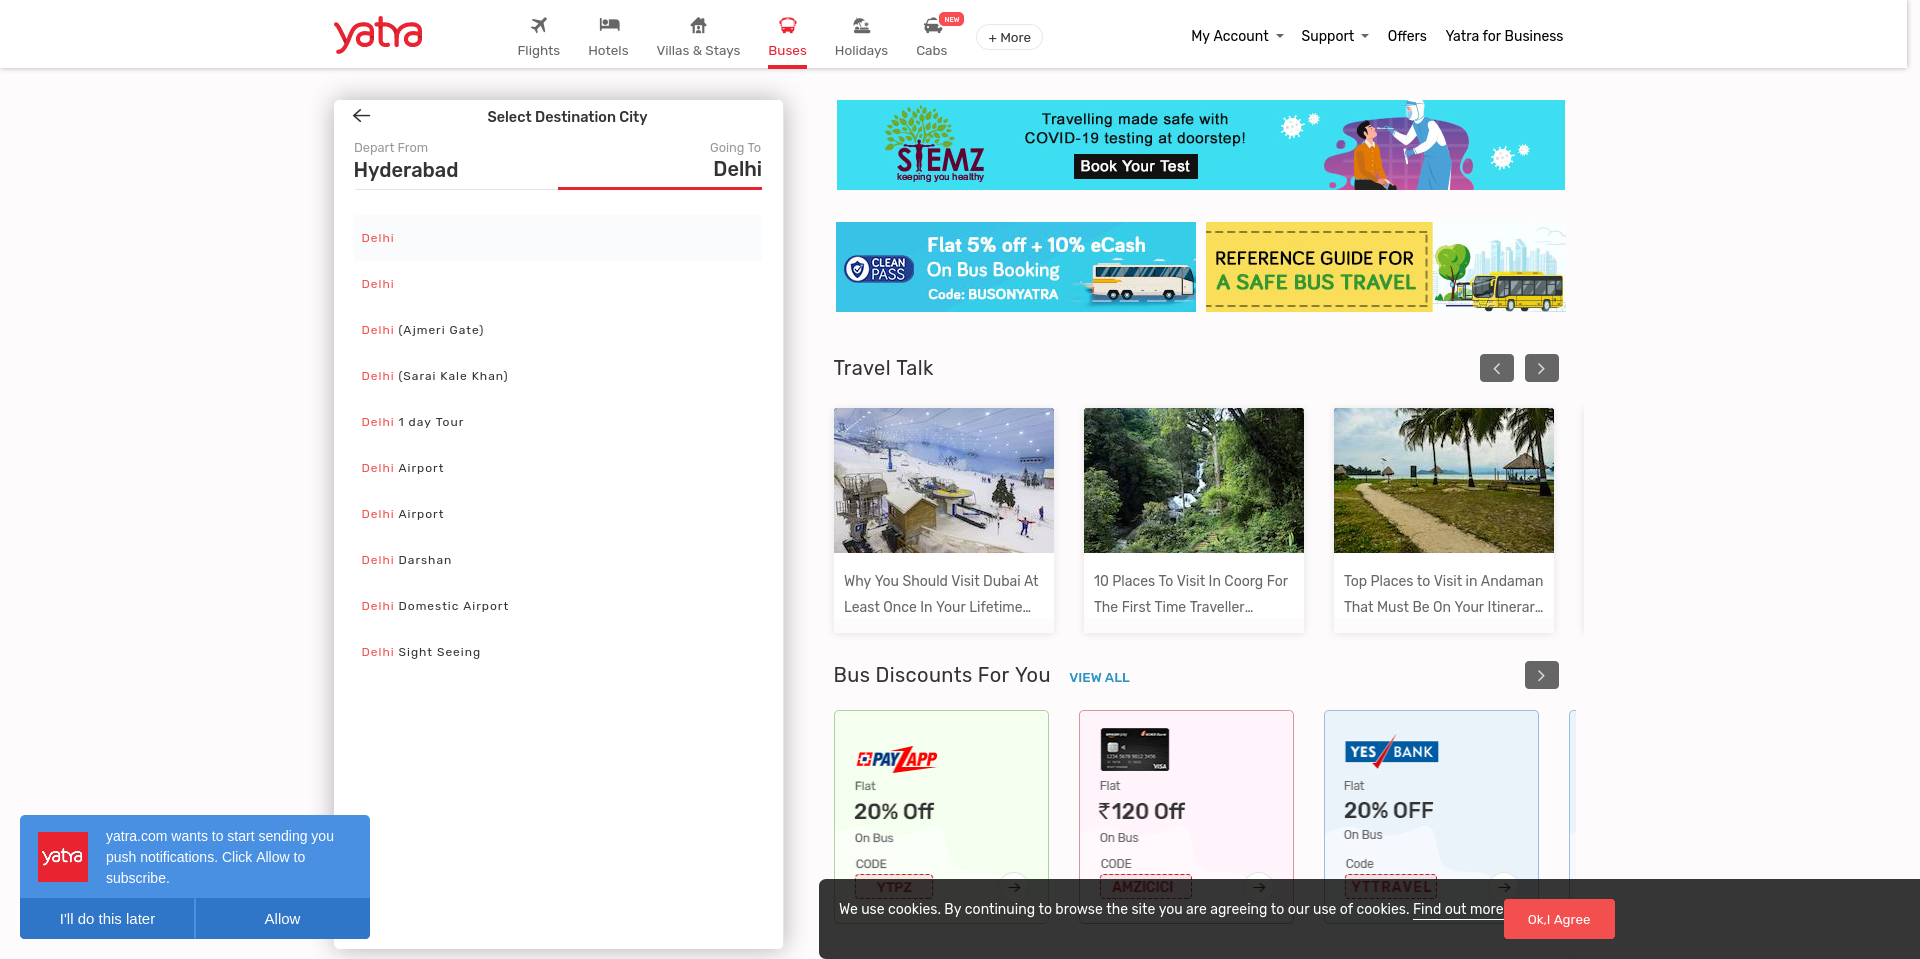 yatra
Flights
Hotels
Villas & Stays
Buses
Holidays
NEW
Cabs
+ More
My Account
Support
Offers
Yatra for Business
Select Destination City
Depart From
Going To
Hyderabad
Delhi
Delhi
Delhi
Delhi (Ajmeri Gate)
Delhi (Sarai Kale Khan)
Delhi 1 day Tour
Delhi Airport
Delhi Airport
Delhi Darshan
Delhi Domestic Airport
Delhi Sight Seeing
STEMZ
keeping you healthy
Travelling made safe with
COVID-19 testing at doorstep!
Book Your Test
CLEAN
PASS
Flat 5% off + 10% eCash
On Bus Booking
Code: BUSONYATRA
REFERENCE GUIDE FOR
A SAFE BUS TRAVEL
Travel Talk
Why You Should Visit Dubai At
Least Once In Your Lifetime...
10 Places To Visit In Coorg For
The First Time Traveller...
Top Places to Visit in Andaman
That Must Be On Your Itinerar...
Bus Discounts For You
VIEW ALL
PAYZAPP
Flat
20% Off
On Bus
CODE
YTPZ
VISA
Flat
₹120 Off
On Bus
CODE
AMZICICI
YES BANK
Flat
20% OFF
On Bus
Code
YTTRAVEL
yatra
yatra.com wants to start sending you
push notifications. Click Allow to
subscribe.
I'll do this later
Allow
We use cookies. By continuing to browse the site you are agreeing to our use of cookies. Find out more
Ok,I Agree